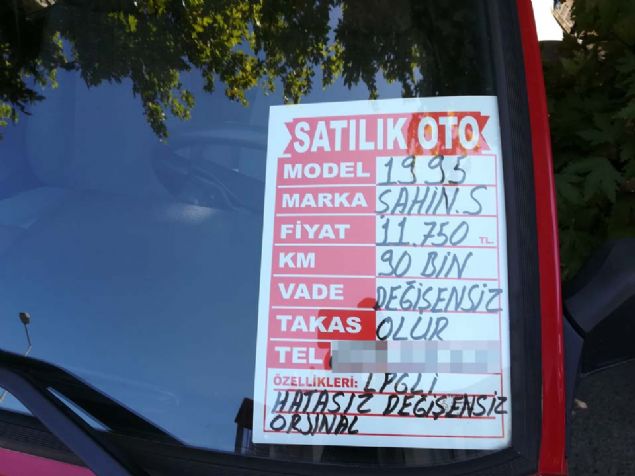 SATILIK OTO
MODEL 1995
MARKA SAHİN.S
FİYAT 11.750 TL.
KM 90 BİN
VADE DEĞİŞENSİZ
TAKAS OLUR
TEL
ÖZELLİKLERİ: LPGLİ
HATASIZ DEĞİŞENSİZ
ORJİNAL